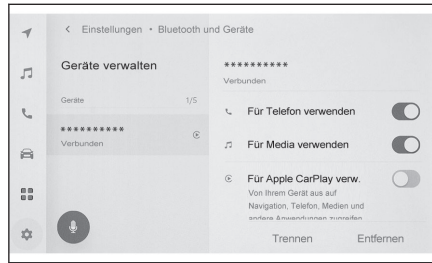 Einstellungen • Bluetooth und Geräte
Geräte verwalten
Geräte 1/5
**********
Verbunden
**********
Verbunden
Für Telefon verwenden
Für Media verwenden
Für Apple CarPlay verw.
Von Ihrem Gerät aus auf
Navigation, Telefon, Medien und
andere Anwendungen zugreifen
Trennen Entfernen